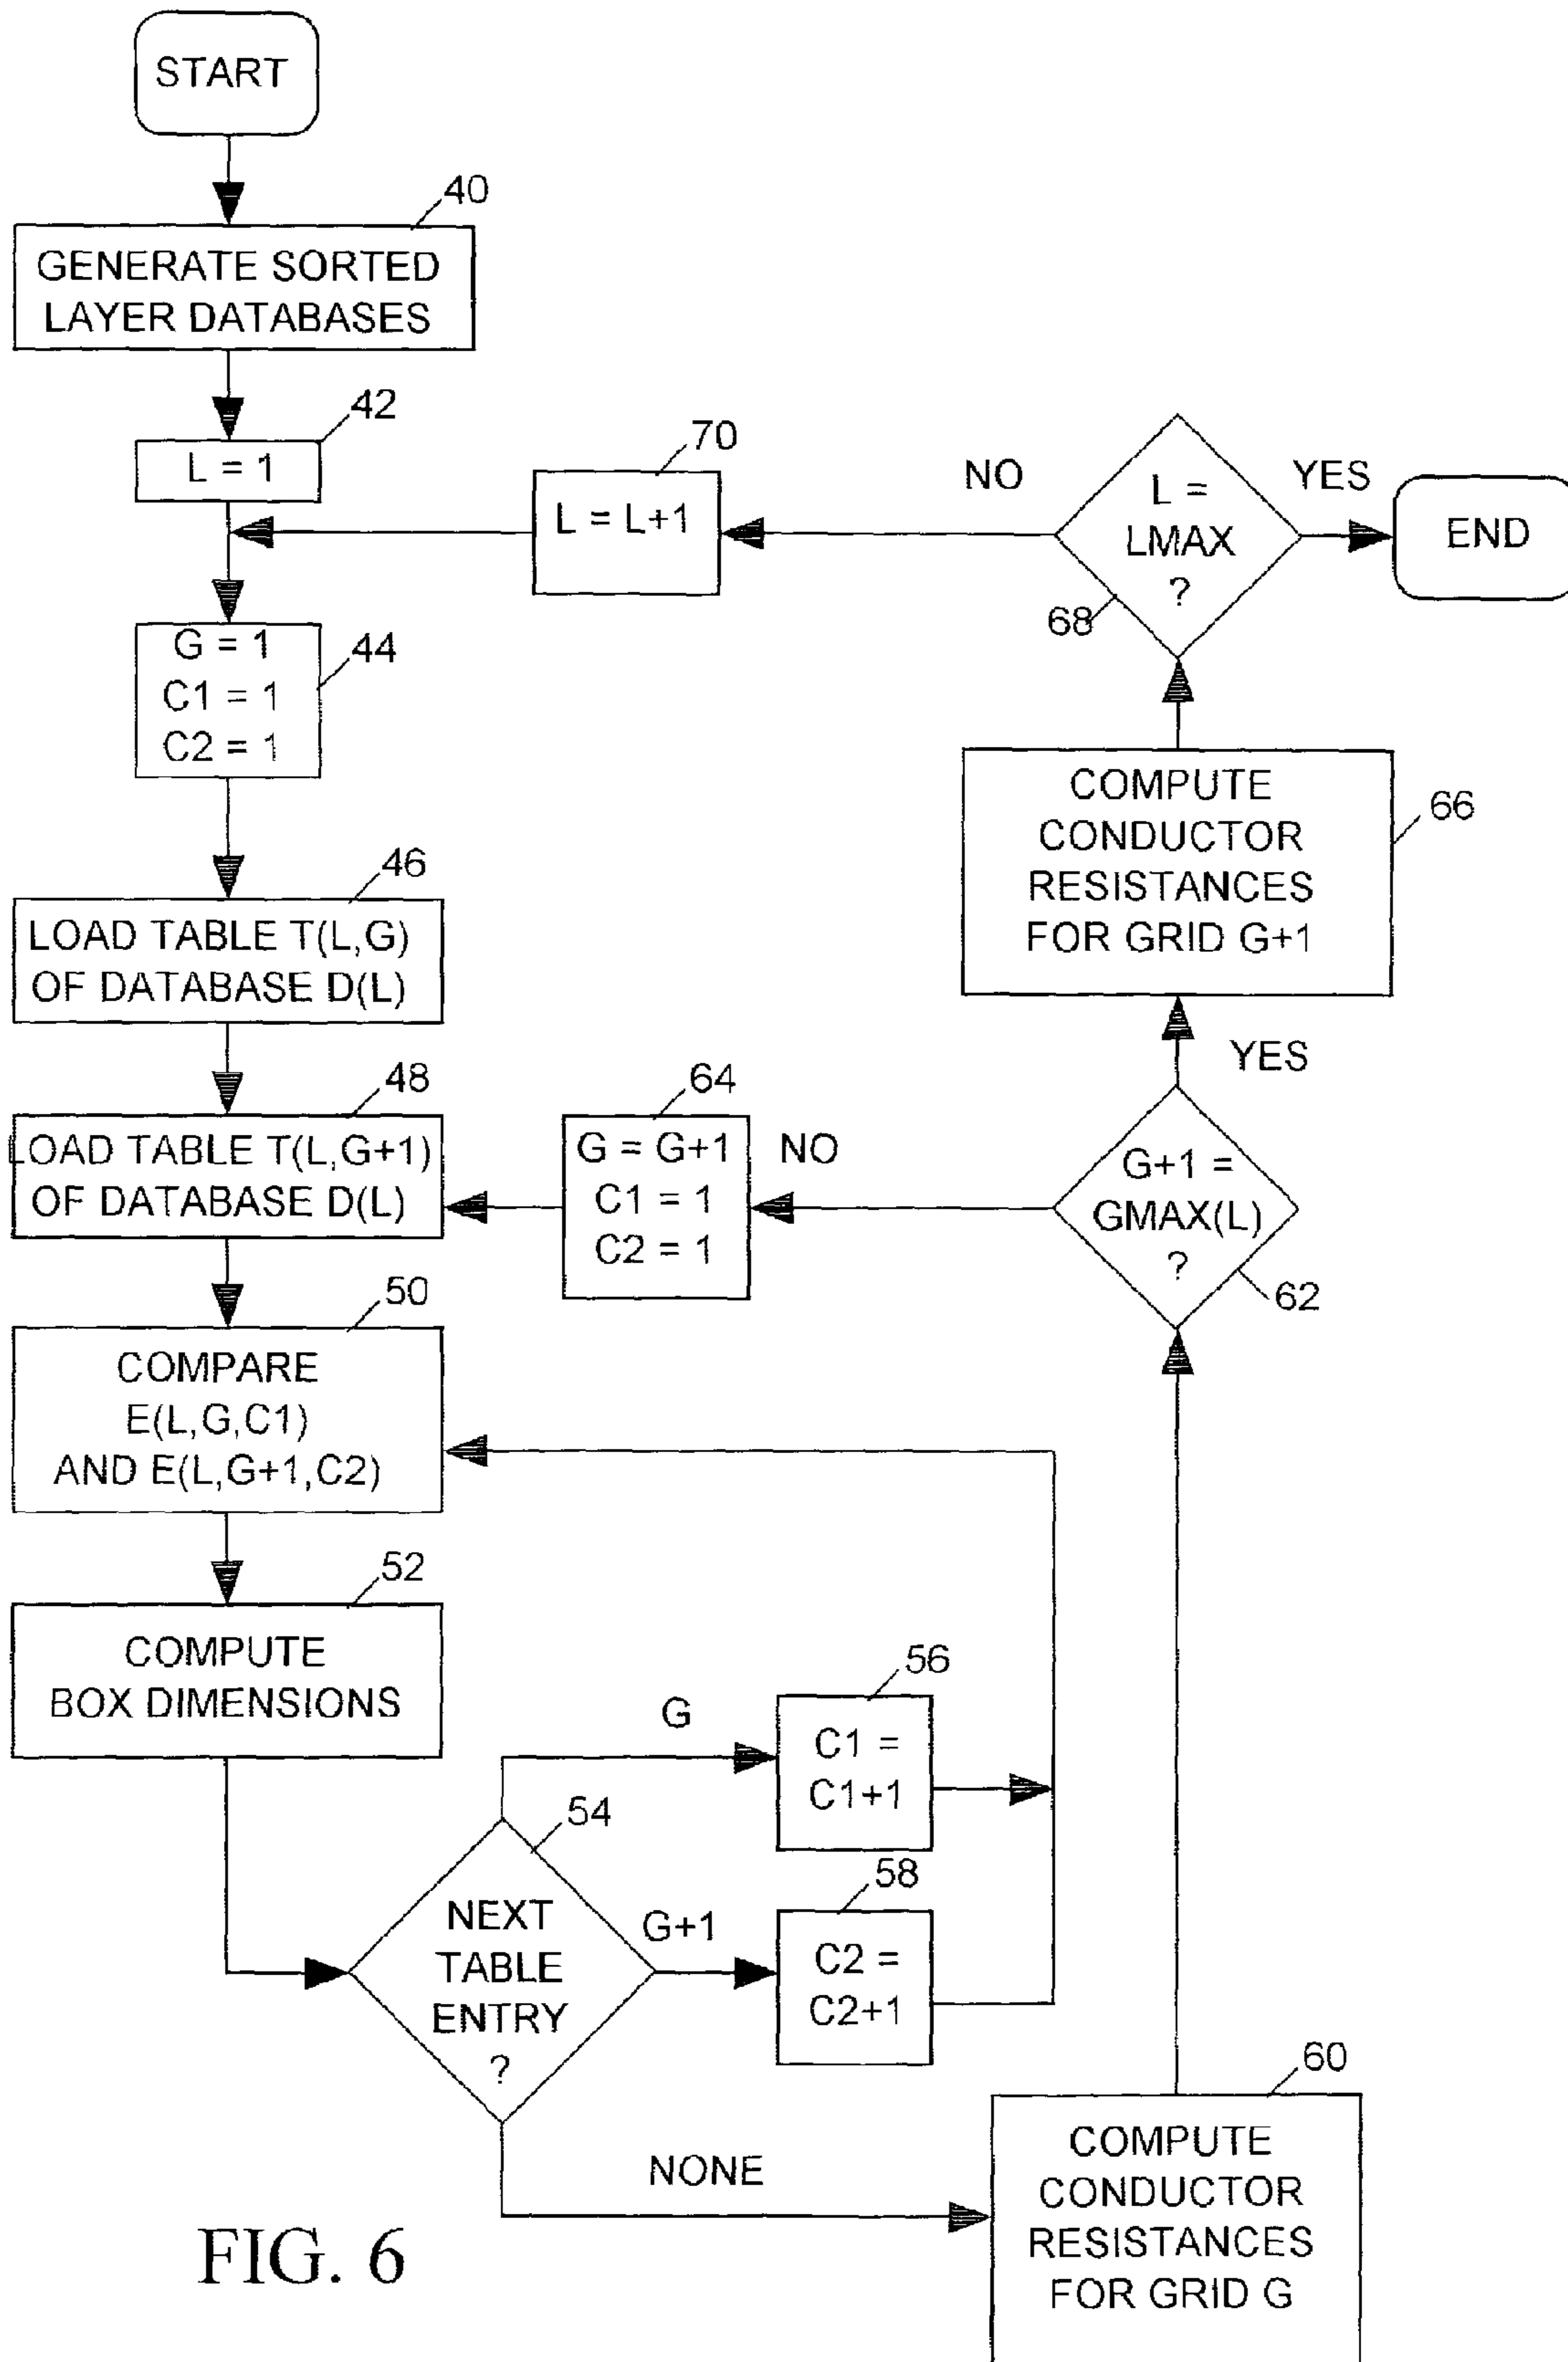 START
40
GENERATE SORTED
LAYER DATABASES
42
L = 1
70
L = L+1
NO
L =
LMAX
?
68
YES
END
G = 1
C1 = 1
C2 = 1
44
COMPUTE
CONDUCTOR
RESISTANCES
FOR GRID G+1
66
46
LOAD TABLE T(L,G)
OF DATABASE D(L)
YES
48
LOAD TABLE T(L,G+1)
OF DATABASE D(L)
64
G = G+1
C1 = 1
C2 = 1
NO
G+1 =
GMAX(L)
?
62
50
COMPARE
E(L,G,C1)
AND E(L,G+1,C2)
52
COMPUTE
BOX DIMENSIONS
56
G
C1 =
C1+1
54
NEXT
TABLE
ENTRY
?
G+1
58
C2 =
C2+1
60
NONE
COMPUTE
CONDUCTOR
RESISTANCES
FOR GRID G
FIG. 6